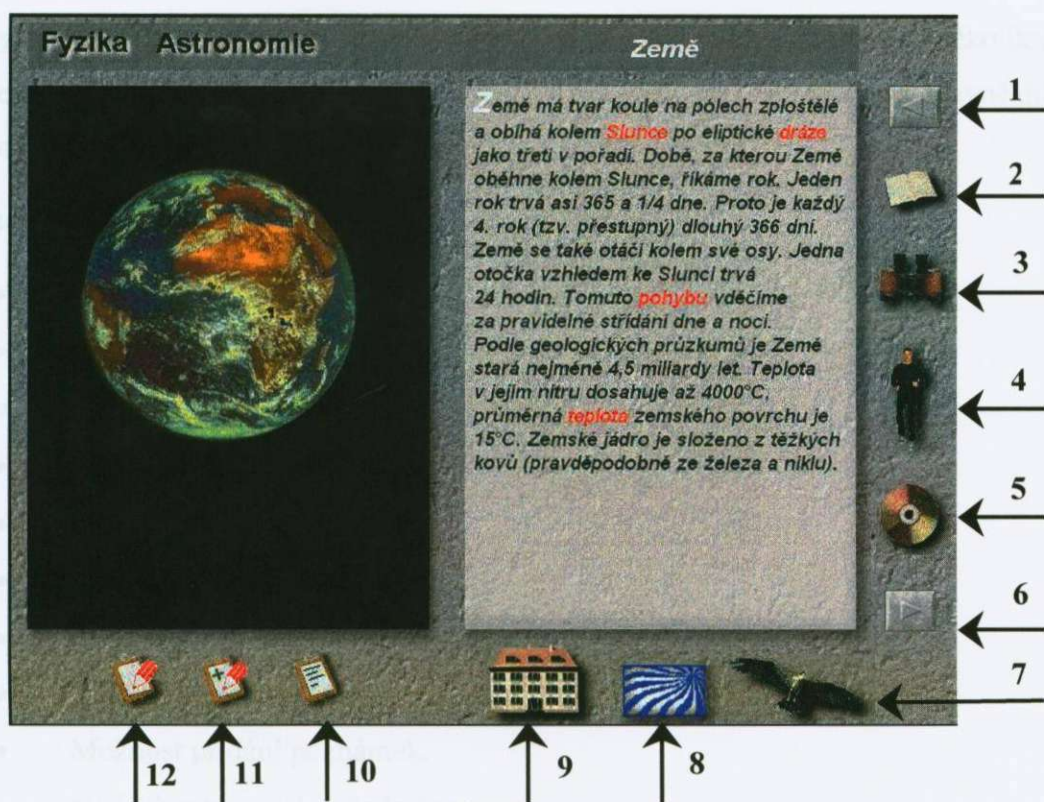 Fyzika Astronomie
Země
Země má tvar koule na pólech zploštělé
a oblhá kolem Slunce po eliptické dráze
jako třetí v pořadí. Době, za kterou Země
oběhne kolem Slunce, říkáme rok. Jeden
rok trvá asi 365 a 1/4 dne. Proto je každý
4. rok (tzv. přestupný) dlouhý 366 dní.
Země se také otáčí kolem své osy. Jedna
otočka vzhledem ke Slunci trvá
24 hodin. Tomuto pohybu vděčíme
za pravidelné střídání dne a noci.
Podle geologických průzkumů je Země
stará nejméně 4,5 miliardy let. Teplota
v jejím nitru dosahuje až 4000°C,
průměrná teplota zemského povrchu je
15°C. Zemské jádro je složeno z těžkých
kovů (pravděpodobně ze železa a niklu).
1
2
3
4
5
6
7
12
11
10
9
8